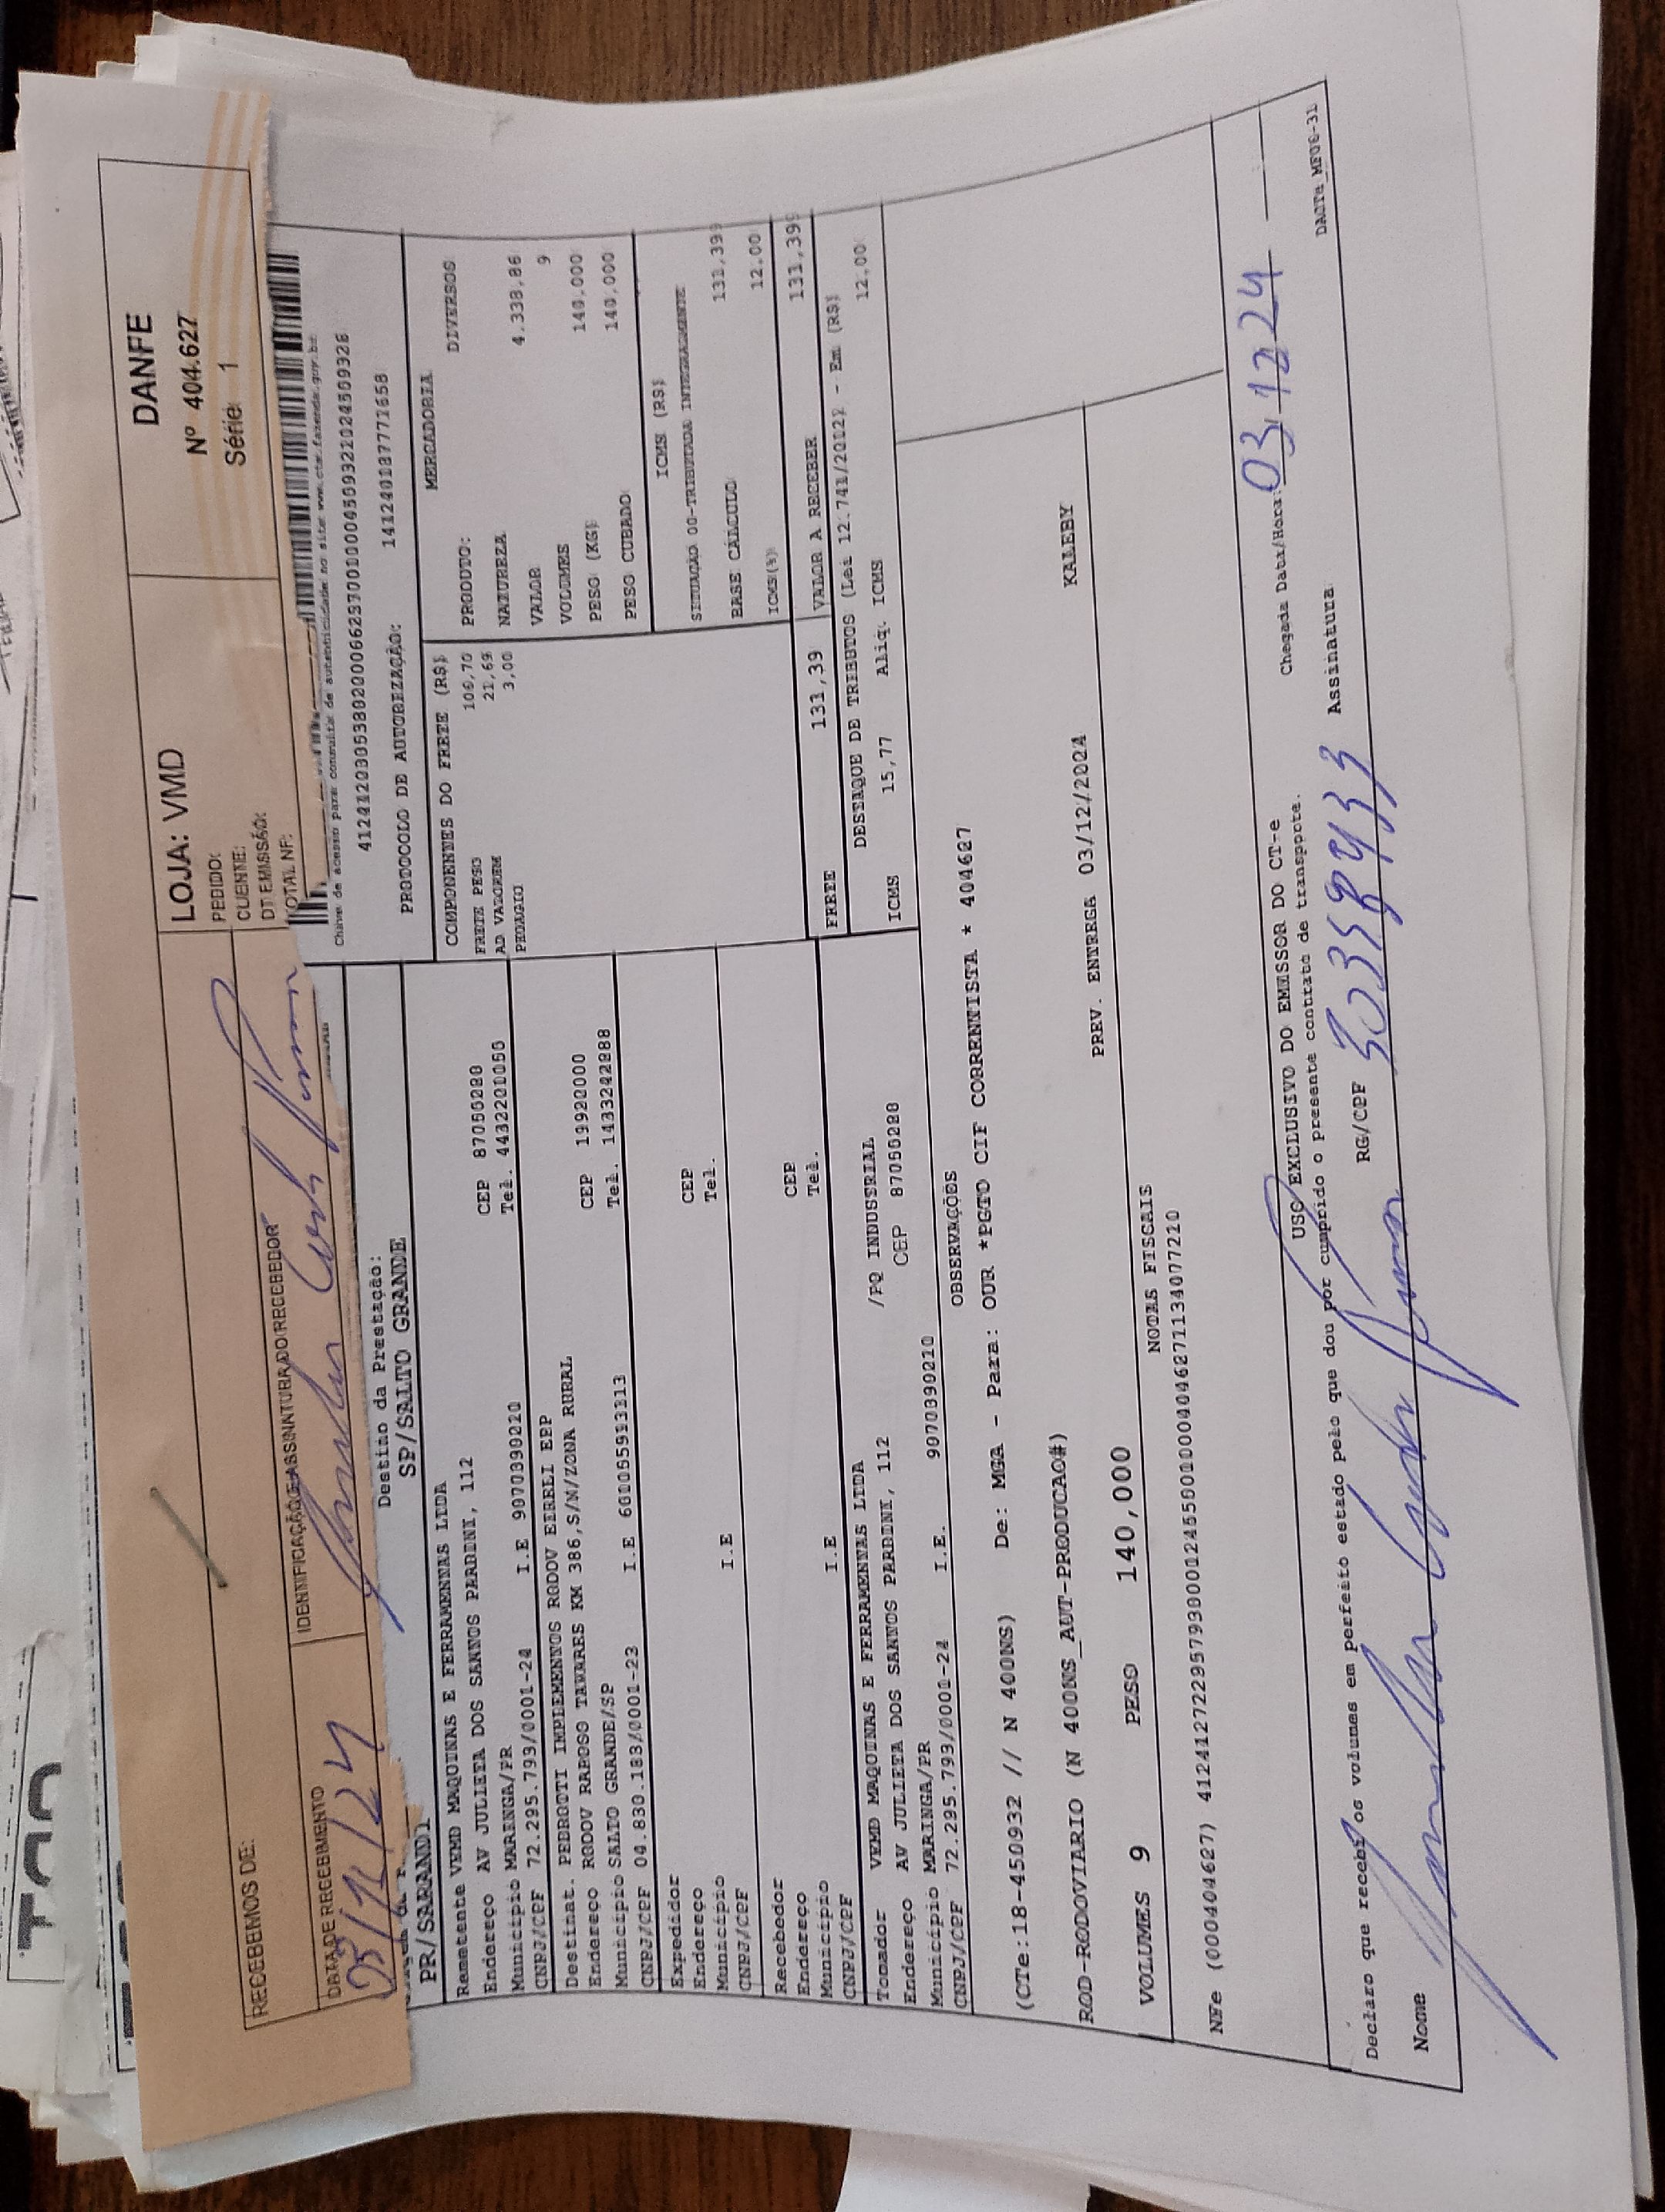 RECEBEMOS DE:
LOJA: VMD
PEDIDO:
CLIENTE:
DT EMISSÃO:
TOTAL NF:
DANFE
Nº 404.627
Série 1
DATA DE RECEBIMENTO
IDENTIFICAÇÃO E ASSINATURA DO RECEBEDOR
03/12/24
Chave de acesso para consulta de autenticidade no site www.cte.fazenda.gov.br
PROTOCOLO DE AUTORIZAÇÃO:
PR/SARANDI
Destino da Prestação:
SP/SALTO GRANDE
Remetente VEMD MAQUINAS E FERRAMENTAS LTDA
Endereço AV JULIETA DOS SANTOS PARDINI, 112 CEP 87050280
Município MARINGA/PR Tel.
CNPJ/CPF 72.295.793/0001-24 I.E 9070390210
Destinat. PEDROTTI IMPLEMENTOS RODOV EIRELI EPP
Endereço RODOV RAPOSO TAVARES KM 386,S/N/ZONA RURAL CEP 19920000
Município SALTO GRANDE/SP Tel.
CNPJ/CPF 04.830.183/0001-23 I.E
Expedidor
Endereço CEP
Município Tel.
CNPJ/CPF I.E
Recebedor
Endereço CEP
Município Tel.
CNPJ/CPF I.E
Tomador VEMD MAQUINAS E FERRAMENTAS LTDA
Endereço AV JULIETA DOS SANTOS PARDINI, 112 /PQ INDUSTRIAL
Município MARINGA/PR CEP 87050280
CNPJ/CPF 72.295.793/0001-24 I.E. 9070390210
COMPONENTES DO FRETE (R$)
FRETE PESO 106,70
AD VALOREM 21,69
PEDAGIO 3,00
FRETE 131,39
MERCADORIA
PRODUTO: DIVERSOS
NATUREZA
VALOR 4.338,86
VOLUMES 9
PESO (KG) 140,000
PESO CUBADO 140,000
ICMS (R$)
SITUAÇÃO 00-TRIBUTADA INTEGRALMENTE
BASE CÁLCULO 131,39
ICMS(%) 12,00
VALOR A RECEBER 131,39
DESTAQUE DE TRIBUTOS (Lei 12.741/2012) - Em (R$)
ICMS 15,77 Aliq. ICMS 12,00
OBSERVAÇÕES
(CTe:18-450932 // N 400NS) De: MGA - Para: OUR *PGTO CIF CORRENTISTA * 404627
ROD-RODOVIARIO (N 400NS_AUT-PRODUCAO#) PREV. ENTREGA 03/12/2024 KALEBY
VOLUMES 9 PESO 140,000
NOTAS FISCAIS
NFe (000404627) 41241272295793000124550010004046271134077210
USO EXCLUSIVO DO EMISSOR DO CT-e
Chegada Data/Hora: 03/12/24
Declaro que recebi os volumes em perfeito estado pelo que dou por cumprido o presente contrato de transporte.
Nome RG/CPF Assinatura
DACTe_MF06-31